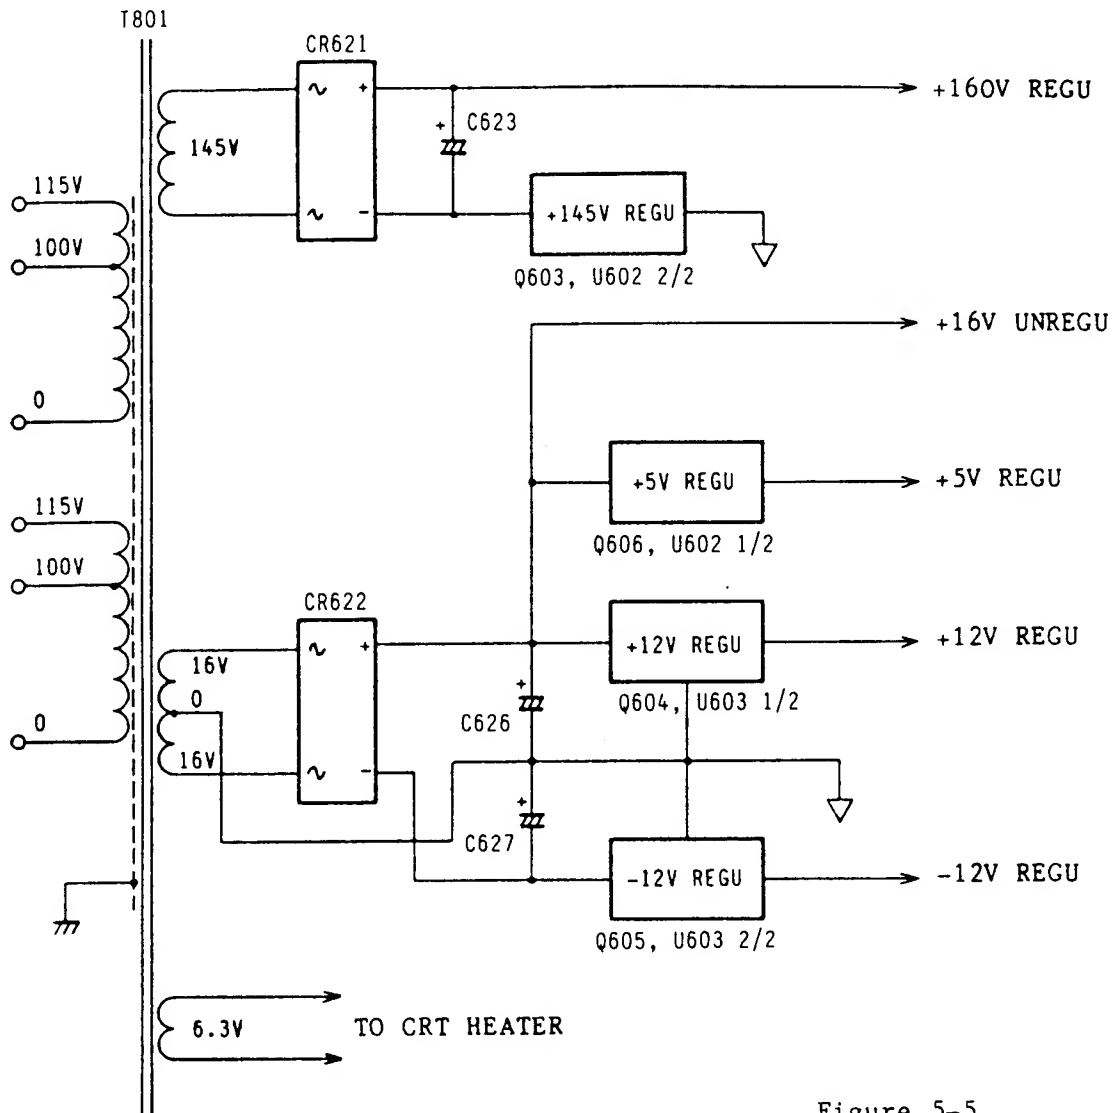 T801
CR621
∿ +
+160V REGU
+ C623
145V
115V
∿ -
+145V REGU
100V
Q603, U602 2/2
+16V UNREGU
0
+5V REGU
+5V REGU
115V
Q606, U602 1/2
100V
CR622
∿ +
+12V REGU
+12V REGU
16V
+
0
Q604, U603 1/2
C626
0
16V
∿ -
+
C627
-12V REGU
-12V REGU
Q605, U603 2/2
6.3V
TO CRT HEATER
Figure 5-5